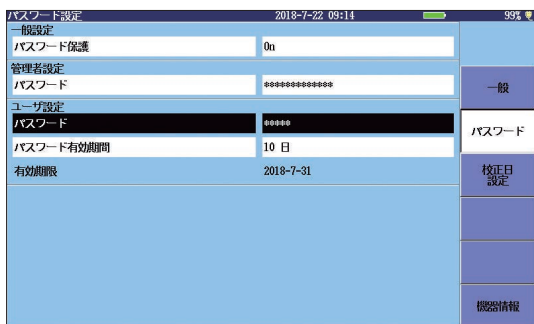 パスワード設定 2018-7-22 09:14 99%
一般設定
パスワード保護 On
管理者設定
パスワード *************
ユーザ設定
パスワード *****
パスワード有効期間 10 日
有効期限 2018-7-31
一般
パスワード
校正日
設定
機器情報